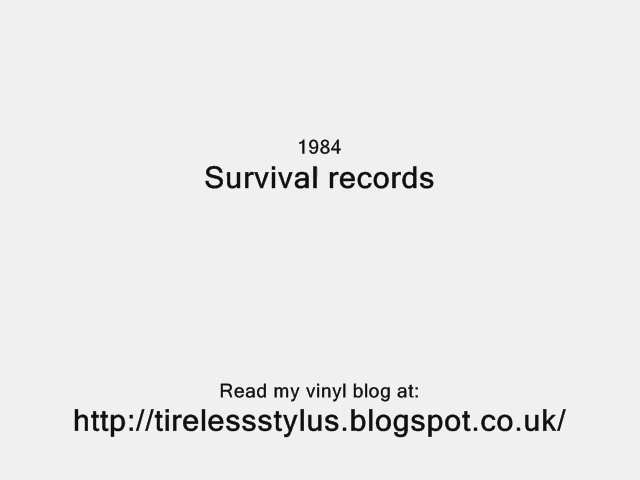 1984
Survival records
Read my vinyl blog at:
http://tirelessstylus.blogspot.co.uk/